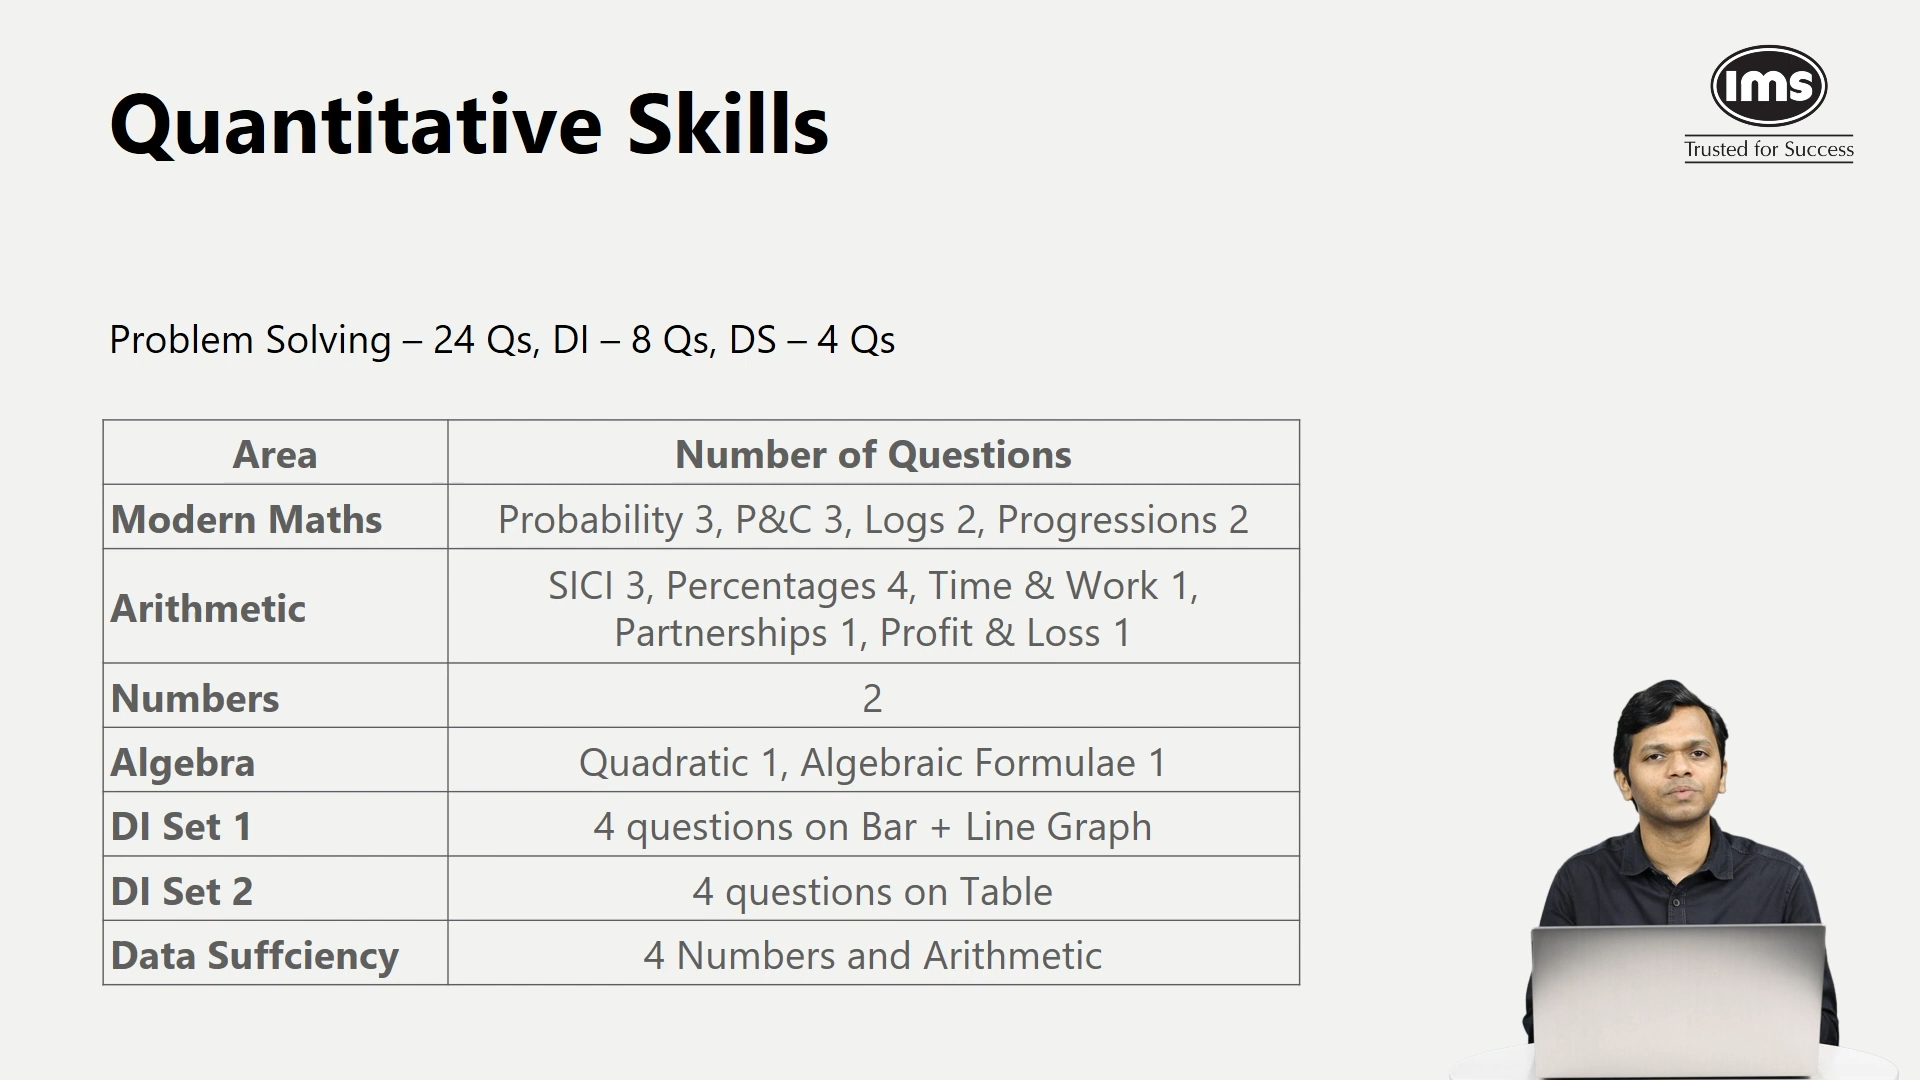 Quantitative Skills
ims
Trusted for Success
Problem Solving – 24 Qs, DI – 8 Qs, DS – 4 Qs
Area
Number of Questions
Modern Maths
Probability 3, P&C 3, Logs 2, Progressions 2
Arithmetic
SICI 3, Percentages 4, Time & Work 1,
Partnerships 1, Profit & Loss 1
Numbers
2
Algebra
Quadratic 1, Algebraic Formulae 1
DI Set 1
4 questions on Bar + Line Graph
DI Set 2
4 questions on Table
Data Suffciency
4 Numbers and Arithmetic